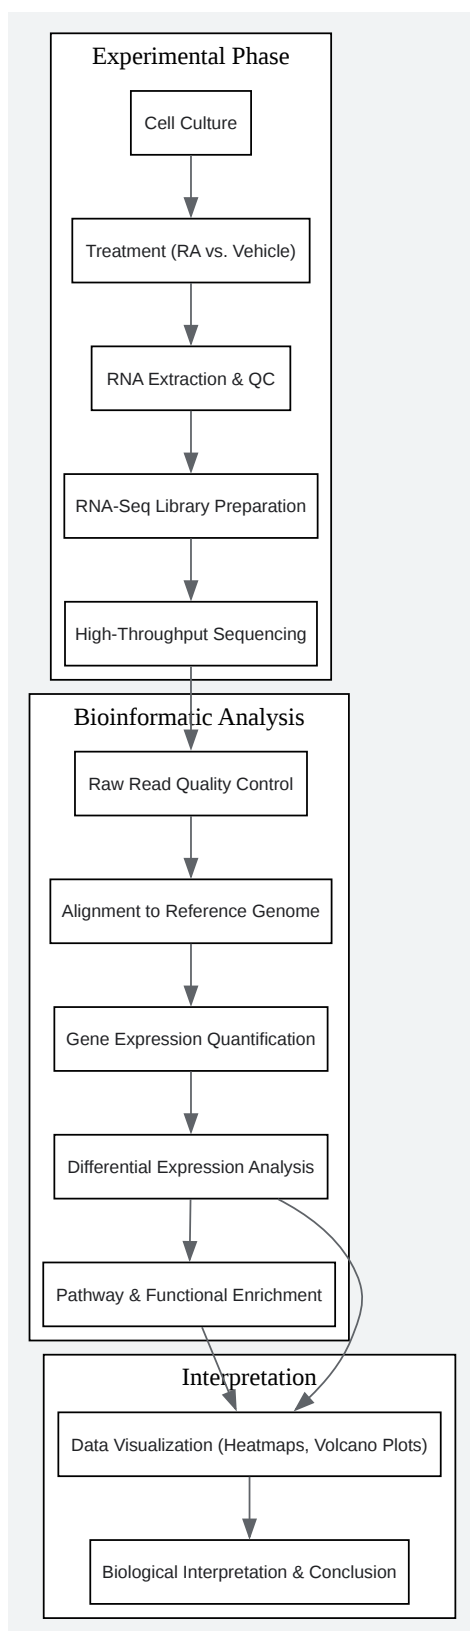 Experimental Phase
Cell Culture
Treatment (RA vs. Vehicle)
RNA Extraction & QC
RNA-Seq Library Preparation
High-Throughput Sequencing
Bioinformatic Analysis
Raw Read Quality Control
Alignment to Reference Genome
Gene Expression Quantification
Differential Expression Analysis
Pathway & Functional Enrichment
Interpretation
Data Visualization (Heatmaps, Volcano Plots)
Biological Interpretation & Conclusion